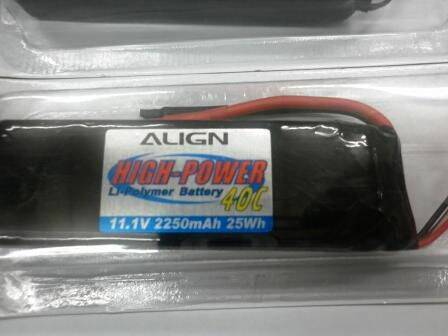 ALIGN
HIGH-POWER
Li-Polymer Battery
40C
11.1V 2250mAh 25Wh